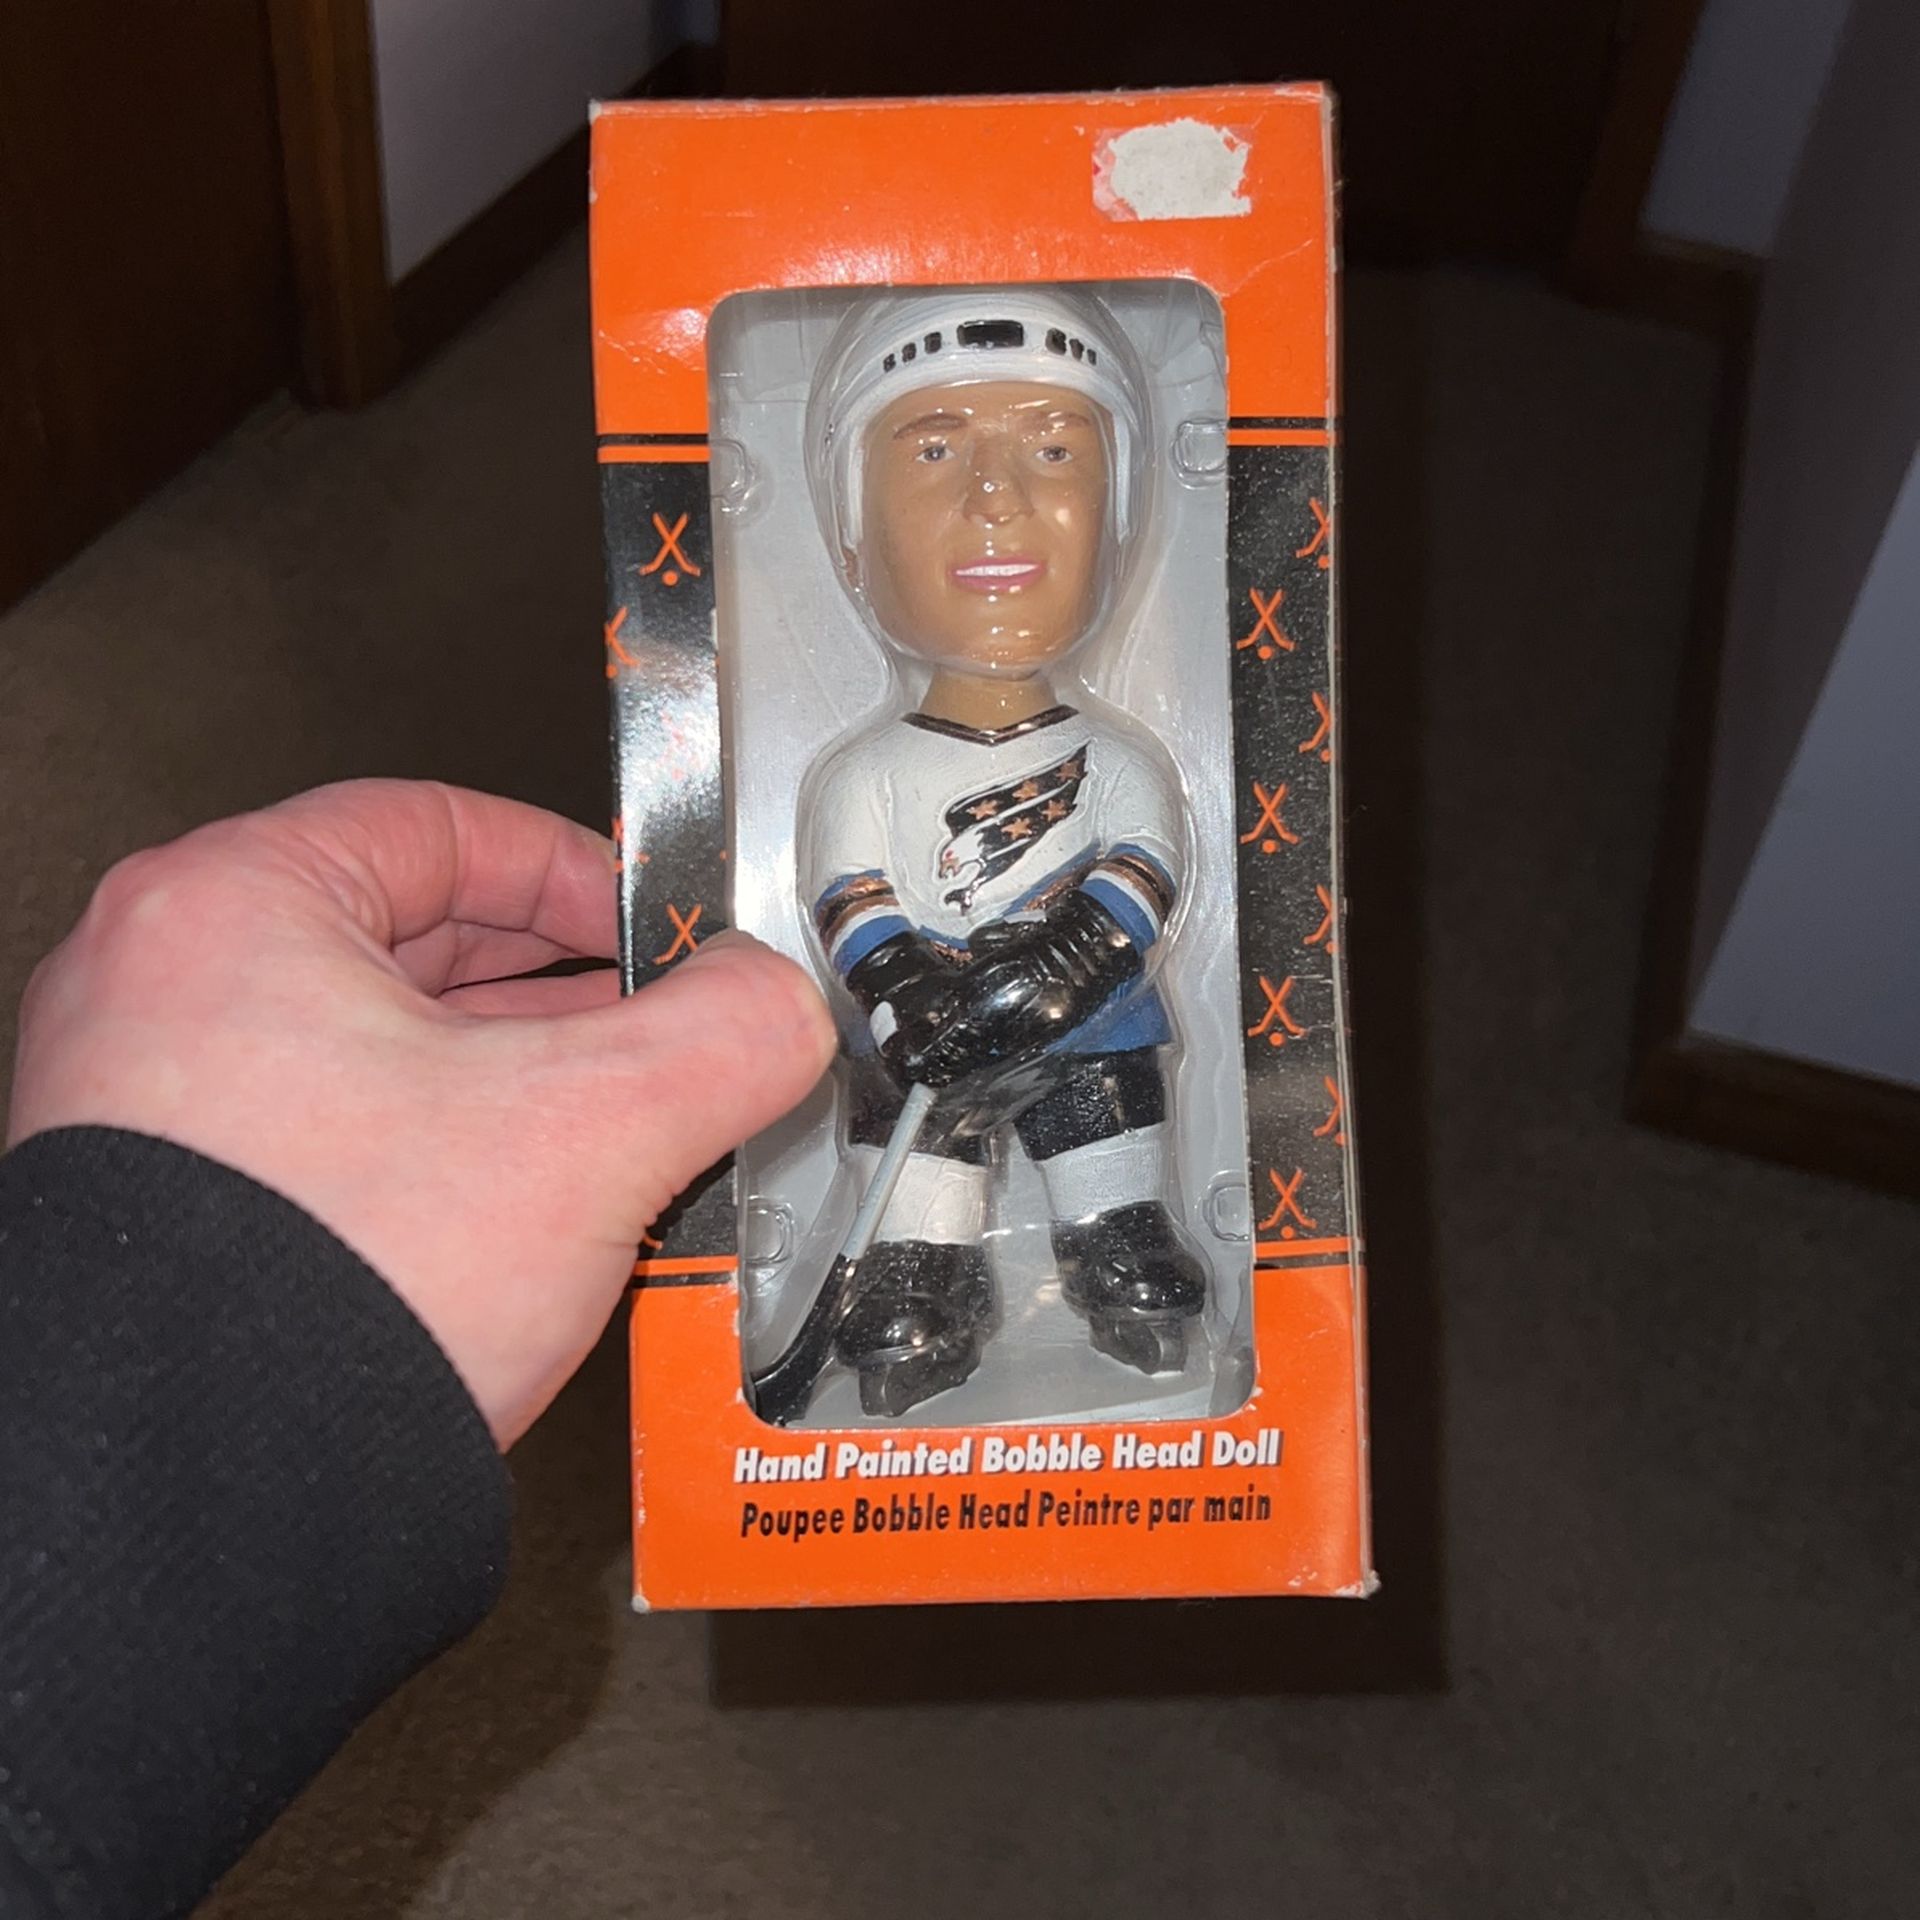 Hand Painted Bobble Head Doll
Poupee Bobble Head Peintre par main